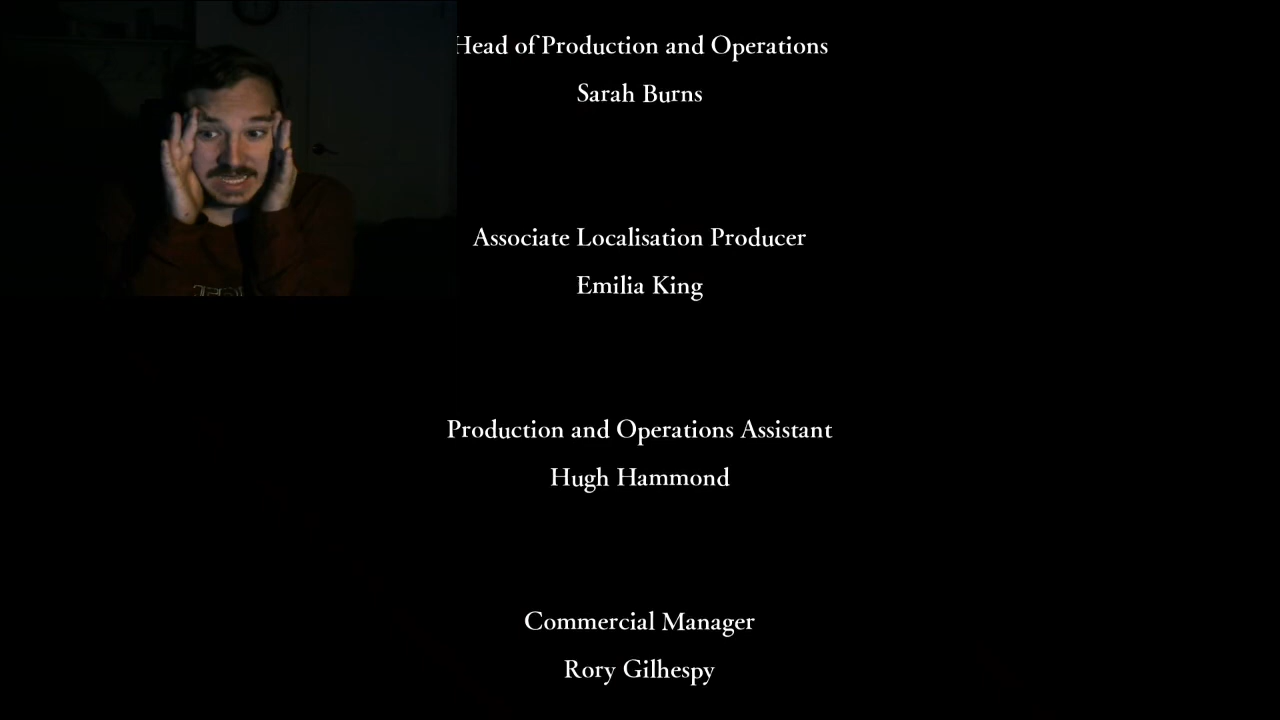 Head of Production and Operations
Sarah Burns
Associate Localisation Producer
Emilia King
Production and Operations Assistant
Hugh Hammond
Commercial Manager
Rory Gilhespy